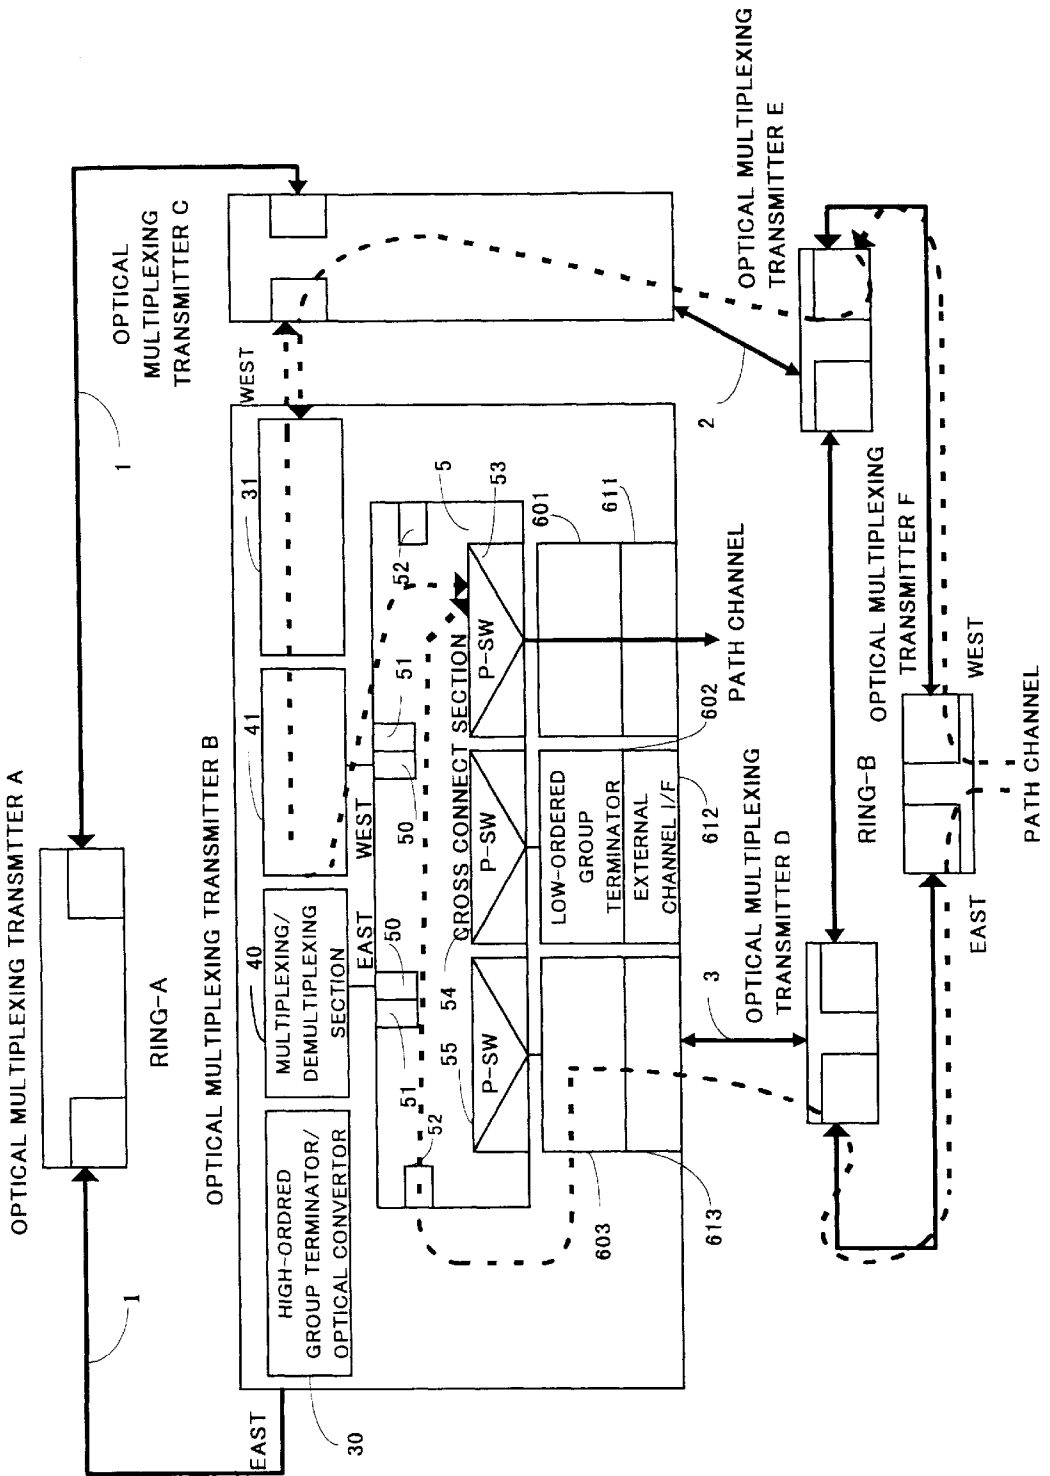 OPTICAL MULTIPLEXING TRANSMTTER A
EAST
1
RING-A
1
OPTICAL
MULTIPLEXING
TRANSMITTER C
OPTICAL MULTIPLEXING TRANSMITTER B
30
HIGH-ORDRED
GROUP TERMINATOR/
OPTICAL CONVERTOR
40
MULTIPLEXING/
DEMULTIPLEXING
SECTION
41
31
WEST
EAST
WEST
52
51
50
50
51
52
CROSS CONNECT SECTION
5
55
P-SW
54
P-SW
P-SW
53
603
LOW-ORDERED
GROUP
TERMINATOR
601
613
EXTERNAL
CHANNEL I/F
602
611
612
PATH CHANNEL
3
2
OPTICAL MULTIPLEXING
TRANSMITTER D
OPTICAL MULTIPLEXING
TRANSMITTER E
RING-B
OPTICAL MULTIPLEXING
TRANSMITTER F
EAST
WEST
PATH CHANNEL